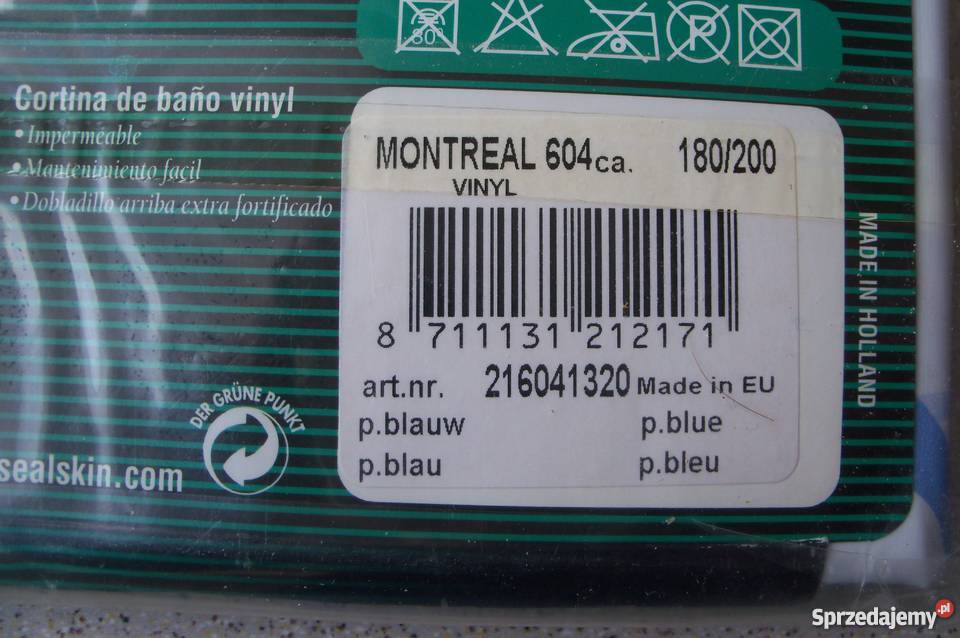 80°
P
Cortina de baño vinyl
• Impermeable
• Mantenimiento façil
• Dobladillo arriba extra fortificado
MONTREAL 604 ca. 180/200
VINYL
8 711131 212171
art.nr. 216041320 Made in EU
p.blauw p.blue
p.blau p.bleu
MADE IN HOLLAND
DER GRÜNE PUNKT
sealskin.com
Sprzedajemy.pl